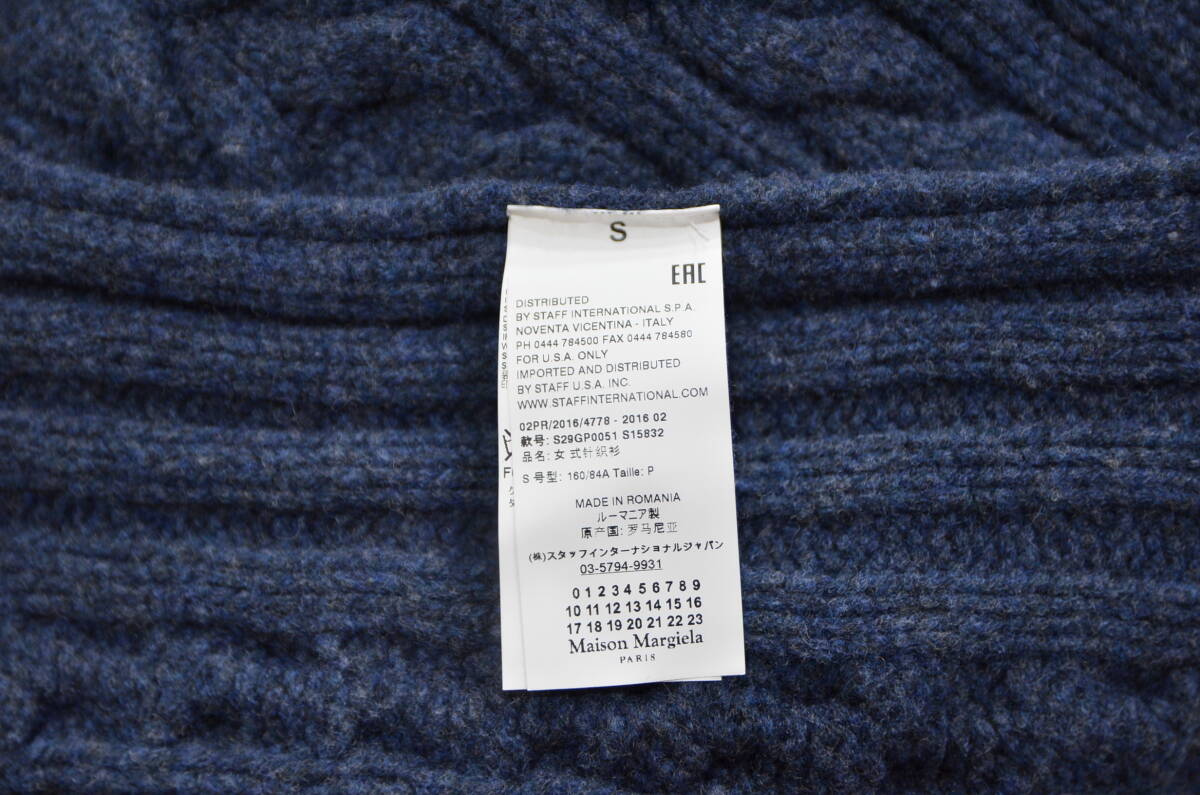 S
EAC
DISTRIBUTED
BY STAFF INTERNATIONAL S.P.A.
NOVENTA VICENTINA - ITALY
PH 0444 784500 FAX 0444 784580
FOR U.S.A. ONLY
IMPORTED AND DISTRIBUTED
BY STAFF U.S.A. INC.
WWW.STAFFINTERNATIONAL.COM
02PR/2016/4778 - 2016 02
款号: S29GP0051 S15832
品名: 女 式针织衫
S 号型: 160/84A Taille: P
MADE IN ROMANIA
ルーマニア製
原产国: 罗马尼亚
(株)スタッフインターナショナルジャパン
03-5794-9931
0 1 2 3 4 5 6 7 8 9
10 11 12 13 14 15 16
17 18 19 20 21 22 23
Maison Margiela
PARIS